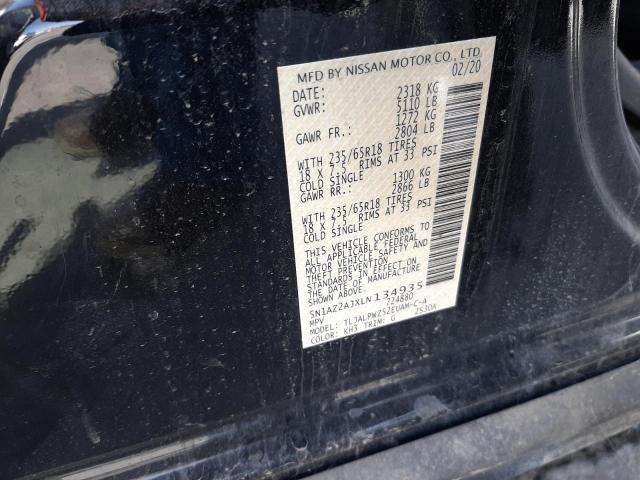 MFD BY NISSAN MOTOR CO., LTD
DATE: 02/20
GVWR: 2318 KG
5110 LB
GAWR FR.: 1272 KG
2804 LB
WITH 235/65R18 TIRES
18 X 7.5 RIMS AT 33 PSI
COLD SINGLE
GAWR RR.: 1300 KG
2866 LB
WITH 235/65R18 TIRES
18 X 7.5 RIMS AT 33 PSI
COLD SINGLE
THIS VEHICLE CONFORMS TO
ALL APPLICABLE FEDERAL
MOTOR VEHICLE SAFETY AND
THEFT PREVENTION
STANDARDS IN EFFECT ON
THE DATE OF MANUFACTURE
5N1AZ2AJXLN134935
MPV 724880
MODEL: TLJALPWZ52EUAM-C-A
COLOR: KH3 TRIM: G ZS30A